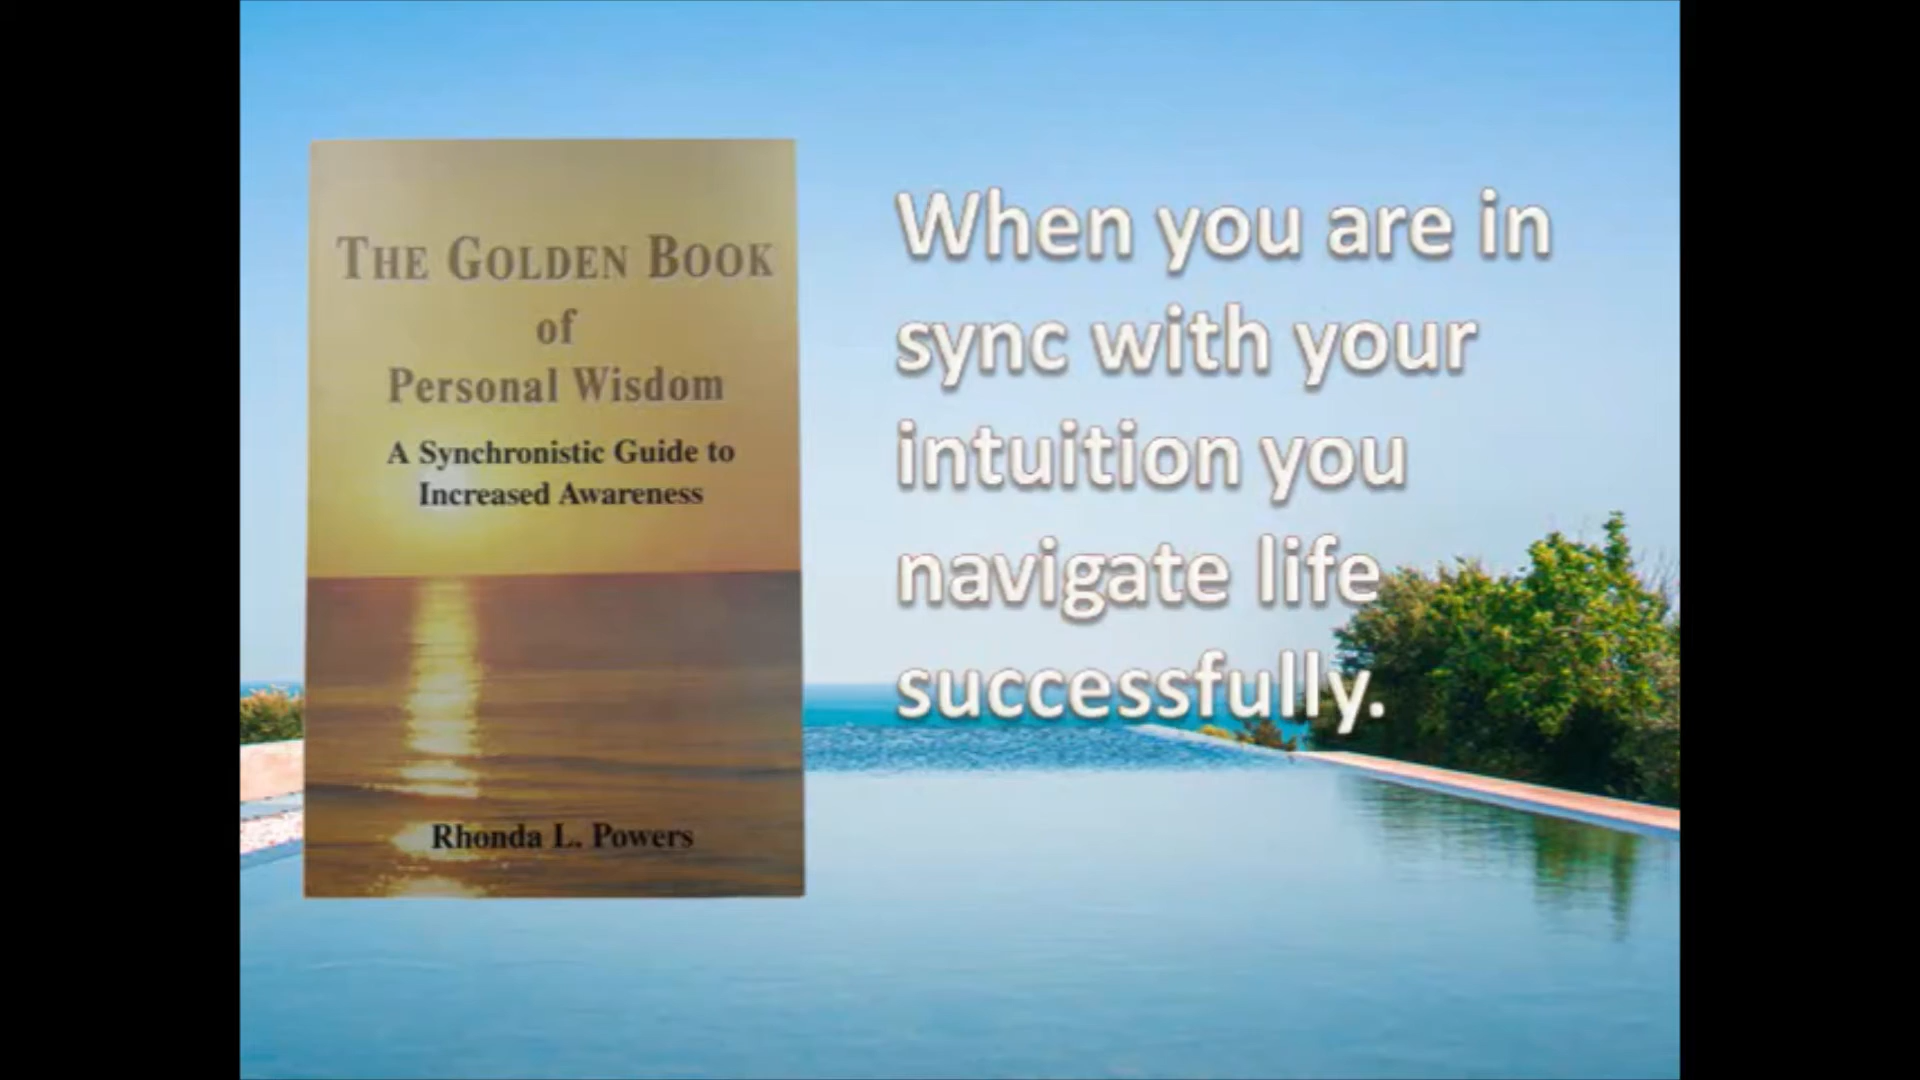 THE GOLDEN BOOK
of
Personal Wisdom
A Synchronistic Guide to
Increased Awareness
Rhonda L. Powers
When you are in
sync with your
intuition you
navigate life
successfully.